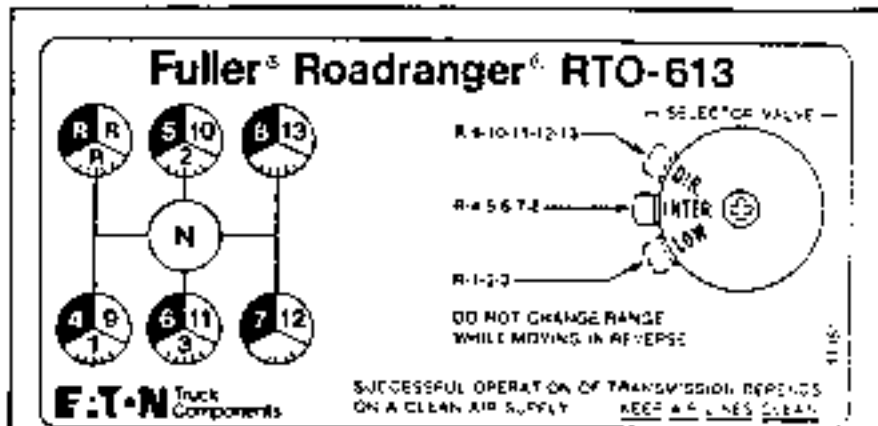 Fuller® Roadranger® RTO-613
SELECTOR VALVE
R R R
5 10 2
8 13
R-9-10-11-12-13
DIR
N
R-4-5-6-7-8
INTER
LOW
R-1-2-3
4 9 1
6 11 3
7 12
DO NOT CHANGE RANGE
WHILE MOVING IN REVERSE
EATON Truck Components
SUCCESSFUL OPERATION OF TRANSMISSION DEPENDS
ON A CLEAN AIR SUPPLY KEEP AIR LINES CLEAN